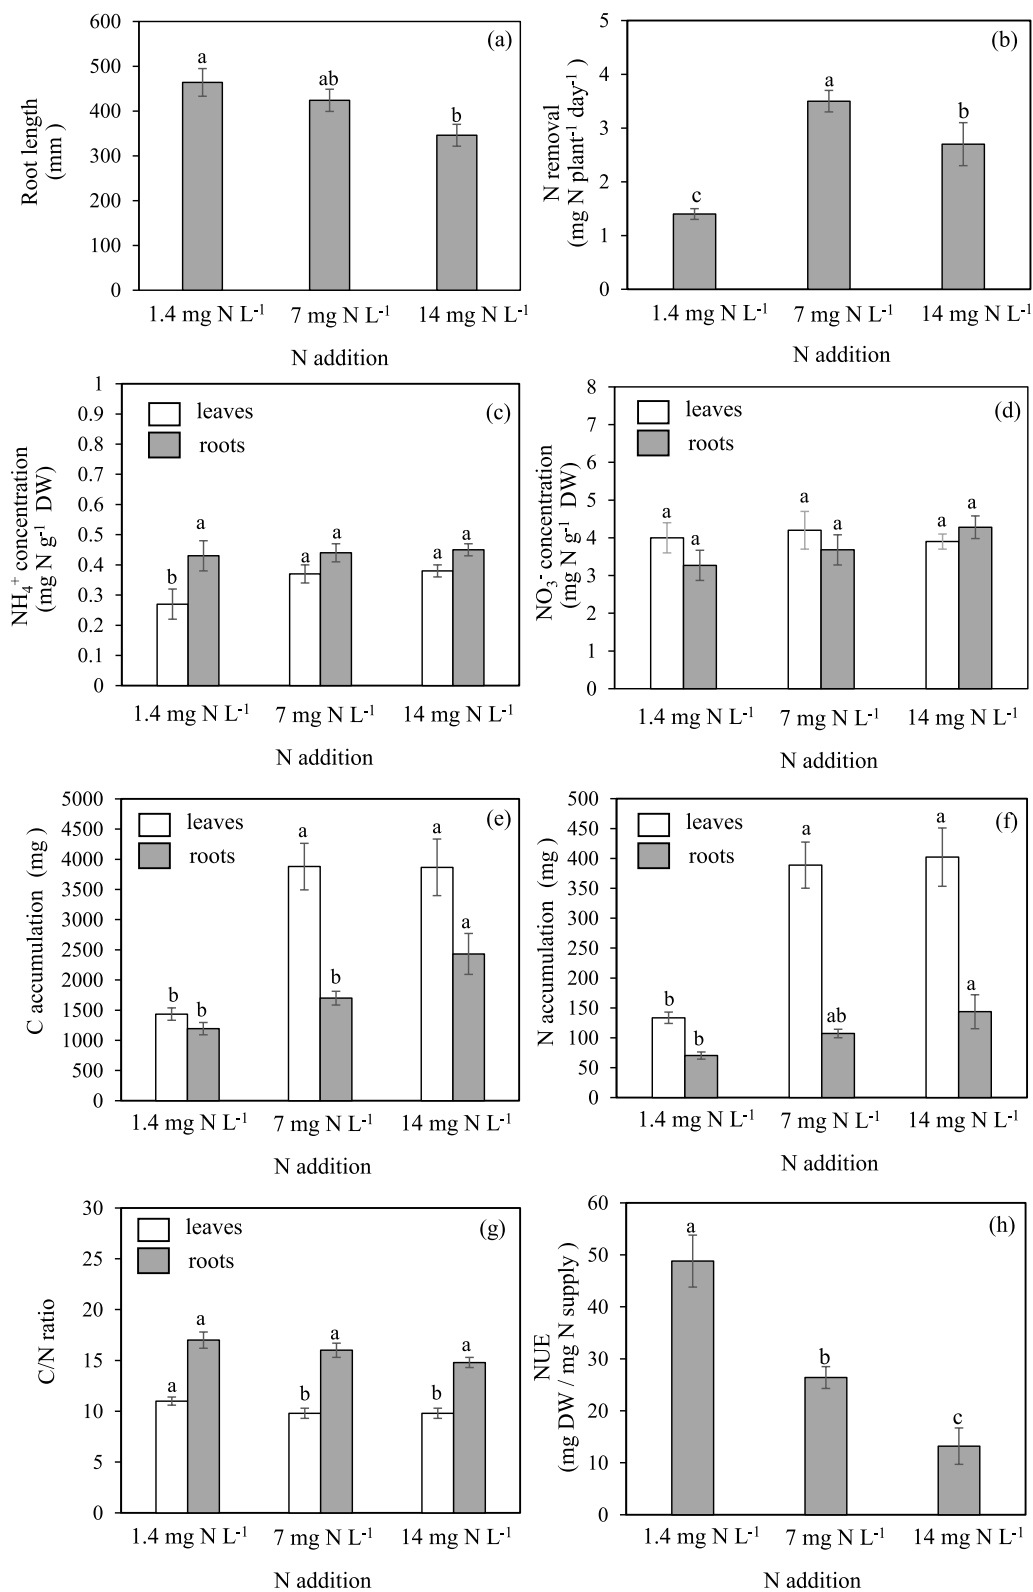 (a)
Root length
(mm )
600
500
400
300
200
100
0
a
ab
b
1.4 mg N L⁻¹ 7 mg N L⁻¹ 14 mg N L⁻¹
N addition
(b)
N removal
(mg N plant⁻¹ day⁻¹ )
5
4
3
2
1
0
c
a
b
1.4 mg N L⁻¹ 7 mg N L⁻¹ 14 mg N L⁻¹
N addition
(c)
leaves
roots
NH₄⁺ concentration
(mg N g⁻¹ DW)
1
0.9
0.8
0.7
0.6
0.5
0.4
0.3
0.2
0.1
0
b a a a a a
1.4 mg N L⁻¹ 7 mg N L⁻¹ 14 mg N L⁻¹
N addition
(d)
leaves
roots
NO₃⁻ concentration
(mg N g⁻¹ DW)
8
7
6
5
4
3
2
1
0
a a a a a a
1.4 mg N L⁻¹ 7 mg N L⁻¹ 14 mg N L⁻¹
N addition
(e)
leaves
roots
C accumulation (mg)
5000
4500
4000
3500
3000
2500
2000
1500
1000
500
0
b b a b a a
1.4 mg N L⁻¹ 7 mg N L⁻¹ 14 mg N L⁻¹
N addition
(f)
leaves
roots
N accumulation (mg )
500
450
400
350
300
250
200
150
100
50
0
b b a ab a a
1.4 mg N L⁻¹ 7 mg N L⁻¹ 14 mg N L⁻¹
N addition
(g)
leaves
roots
C/N ratio
30
25
20
15
10
5
0
a a b a b a
1.4 mg N L⁻¹ 7 mg N L⁻¹ 14 mg N L⁻¹
N addition
(h)
NUE
(mg DW / mg N supply )
60
50
40
30
20
10
0
a
b
c
1.4 mg N L⁻¹ 7 mg N L⁻¹ 14 mg N L⁻¹
N addition